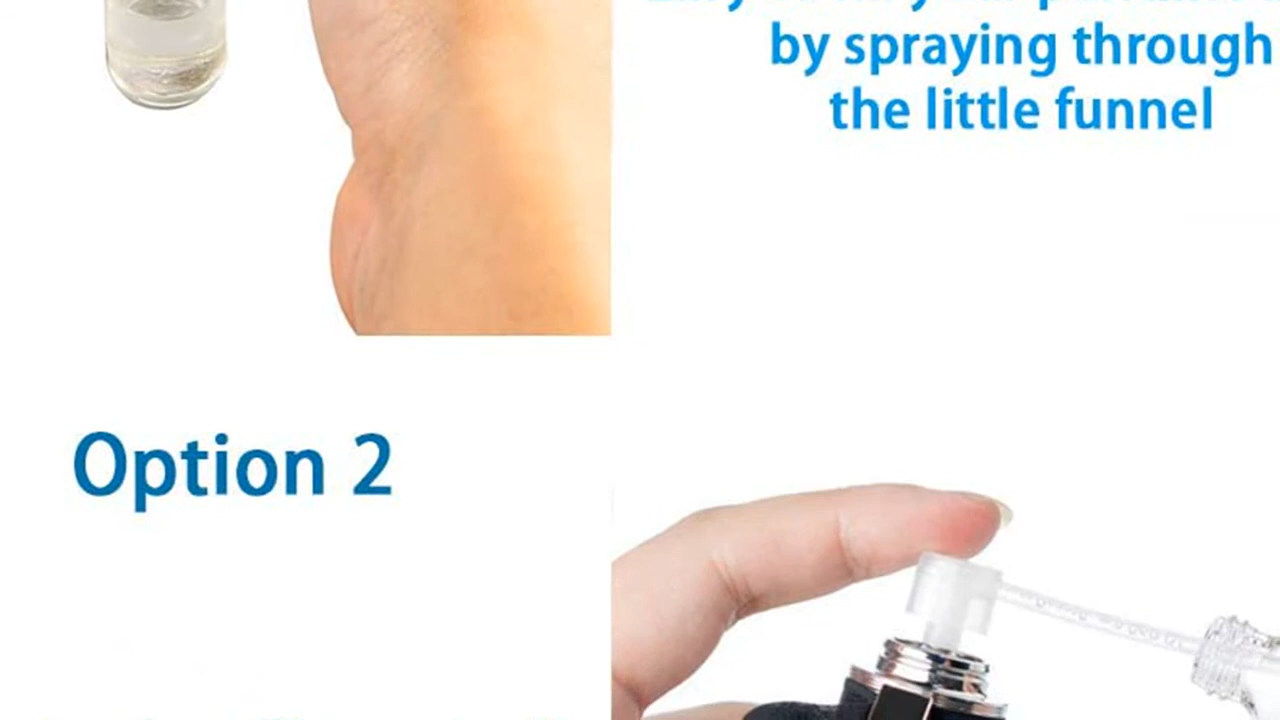 by spraying through
the little funnel
Option 2